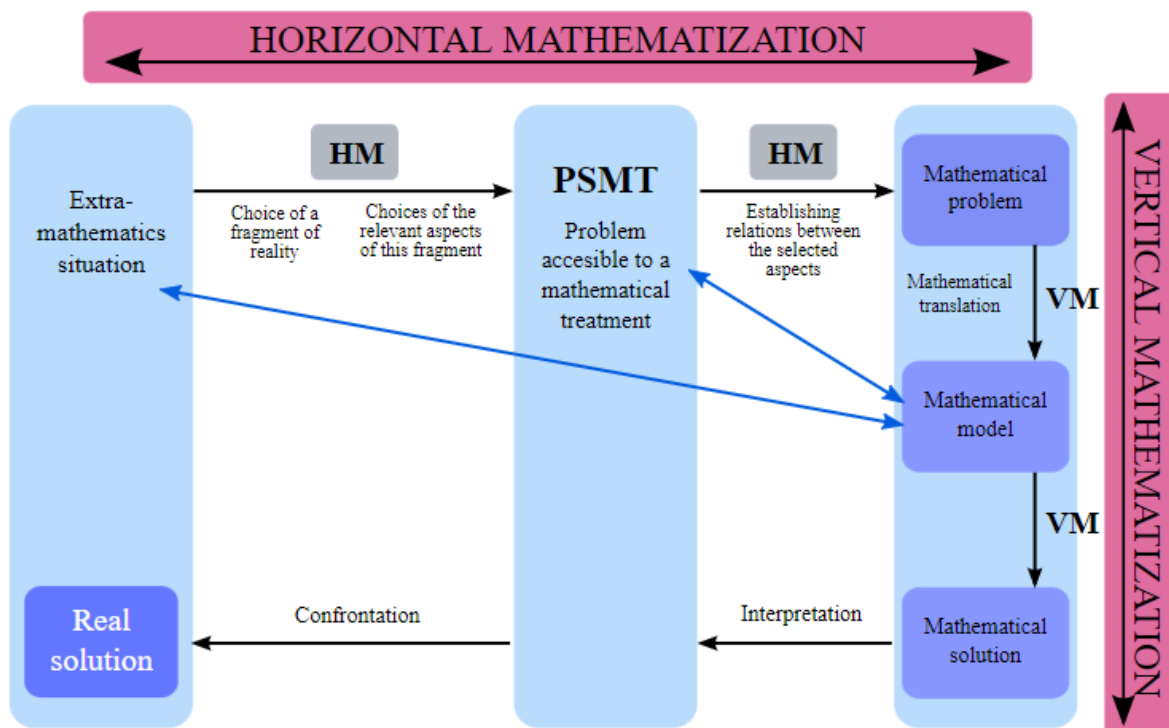 HORIZONTAL MATHEMATIZATION
HM
HM
Extra-
mathematics
situation
Choice of a
fragment of
reality
Choices of the
relevant aspects
of this fragment
PSMT
Problem
accesible to a
mathematical
treatment
Establishing
relations between
the selected
aspects
Mathematical
problem
Mathematical
translation
VM
Mathematical
model
VM
Real
solution
Confrontation
Interpretation
Mathematical
solution
VERTICAL MATHEMATIZATION